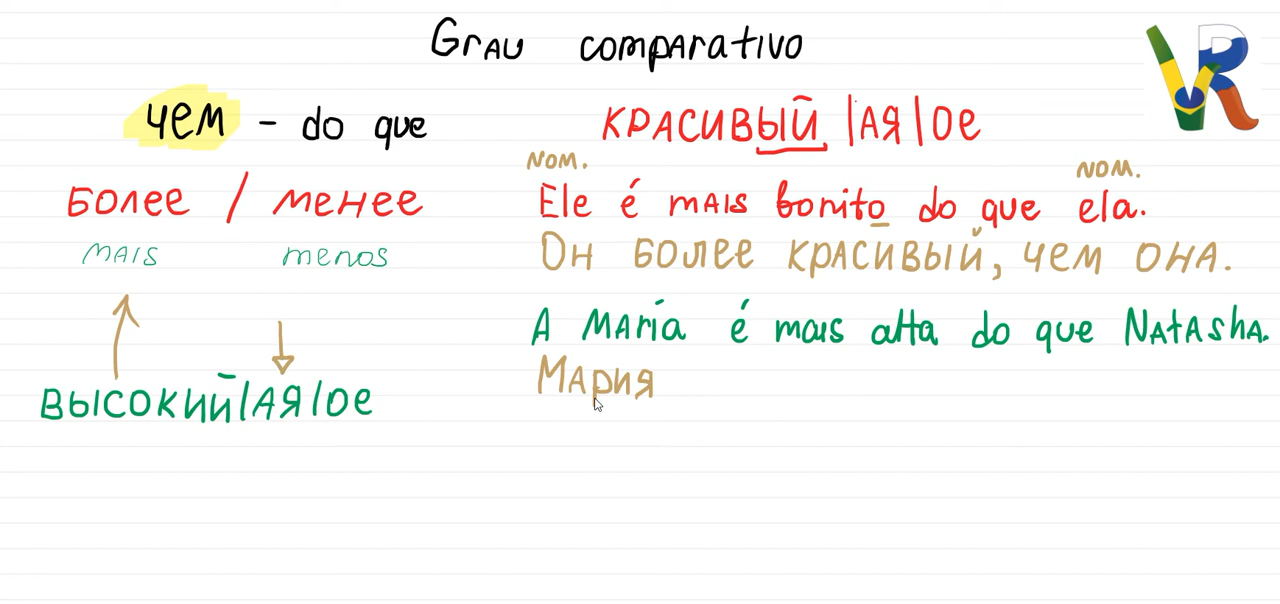 Grau comparativo
чем - do que
КРАСИВЫЙ |АЯ|ОЕ
БОЛЕЕ / МЕНЕЕ
MAIS menos
NOM. NOM.
Ele é mais bonito do que ela.
Он БОЛЕЕ КРАСИВЫЙ, ЧЕМ ОНА.
A Maria é mais alta do que Natasha.
МАРИЯ
ВЫСОКИЙ|АЯ|ОЕ
VR